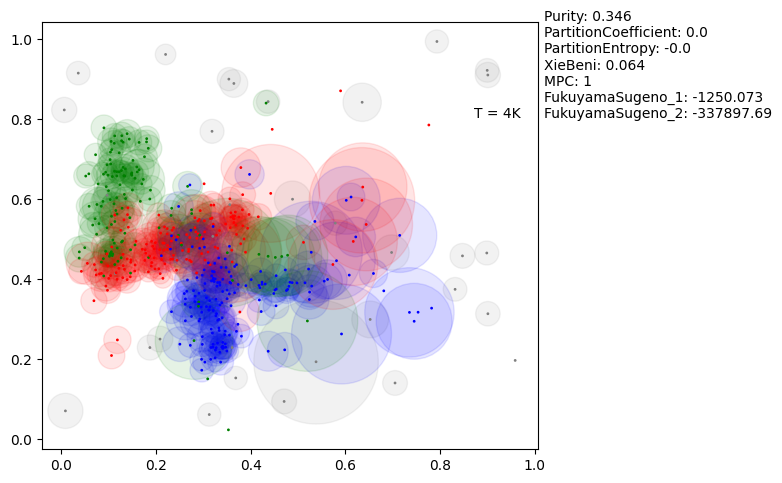 Purity: 0.346
PartitionCoefficient: 0.0
PartitionEntropy: -0.0
XieBeni: 0.064
MPC: 1
FukuyamaSugeno_1: -1250.073
FukuyamaSugeno_2: -337897.69
T = 4K
1.0
0.8
0.6
0.4
0.2
0.0
0.0 0.2 0.4 0.6 0.8 1.0